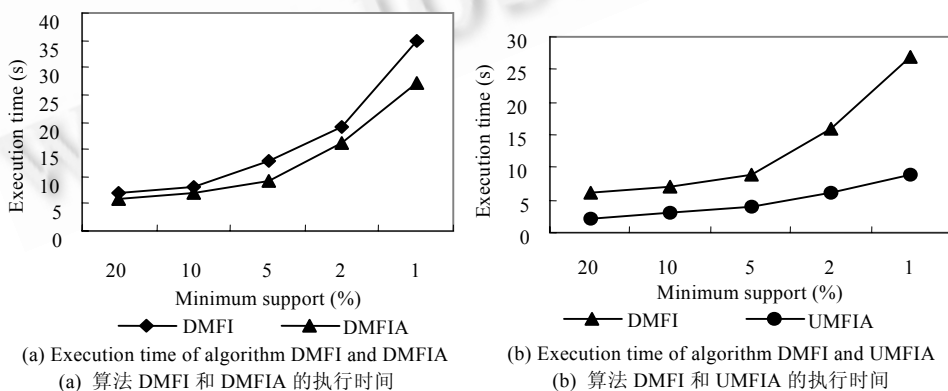 40
35
30
25
20
15
10
5
0
Execution time (s)
20 10 5 2 1
Minimum support (%)
DMFI DMFIA
(a) Execution time of algorithm DMFI and DMFIA
(a) 算法 DMFI 和 DMFIA 的执行时间
30
25
20
15
10
5
0
Execution time (s)
20 10 5 2 1
Minimum support (%)
DMFI UMFIA
(b) Execution time of algorithm DMFI and UMFIA
(b) 算法 DMFI 和 UMFIA 的执行时间